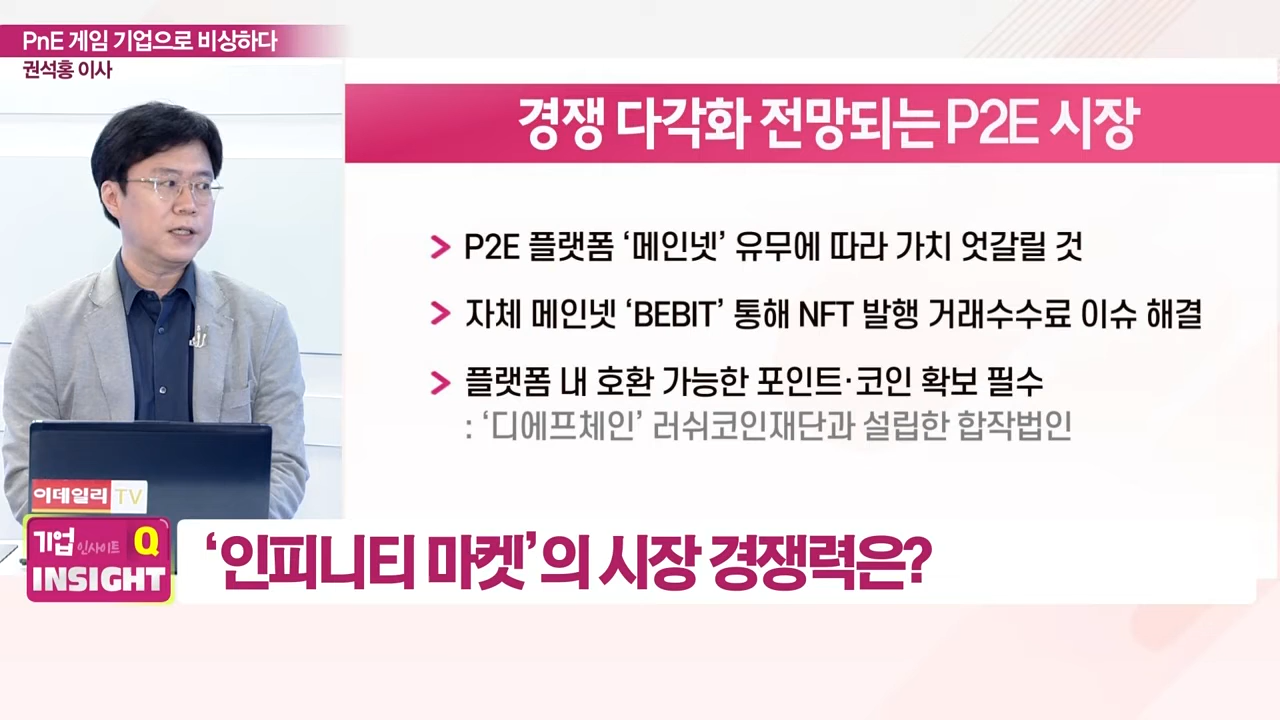 PnE 게임 기업으로 비상하다
권석홍 이사
경쟁 다각화 전망되는 P2E 시장
> P2E 플랫폼 ‘메인넷’ 유무에 따라 가치 엇갈릴 것
> 자체 메인넷 ‘BEBIT’ 통해 NFT 발행 거래수수료 이슈 해결
> 플랫폼 내 호환 가능한 포인트·코인 확보 필수
: ‘디에프체인’ 러쉬코인재단과 설립한 합작법인
이데일리 TV
기업 인사이트 Q
INSIGHT
‘인피니티 마켓’의 시장 경쟁력은?